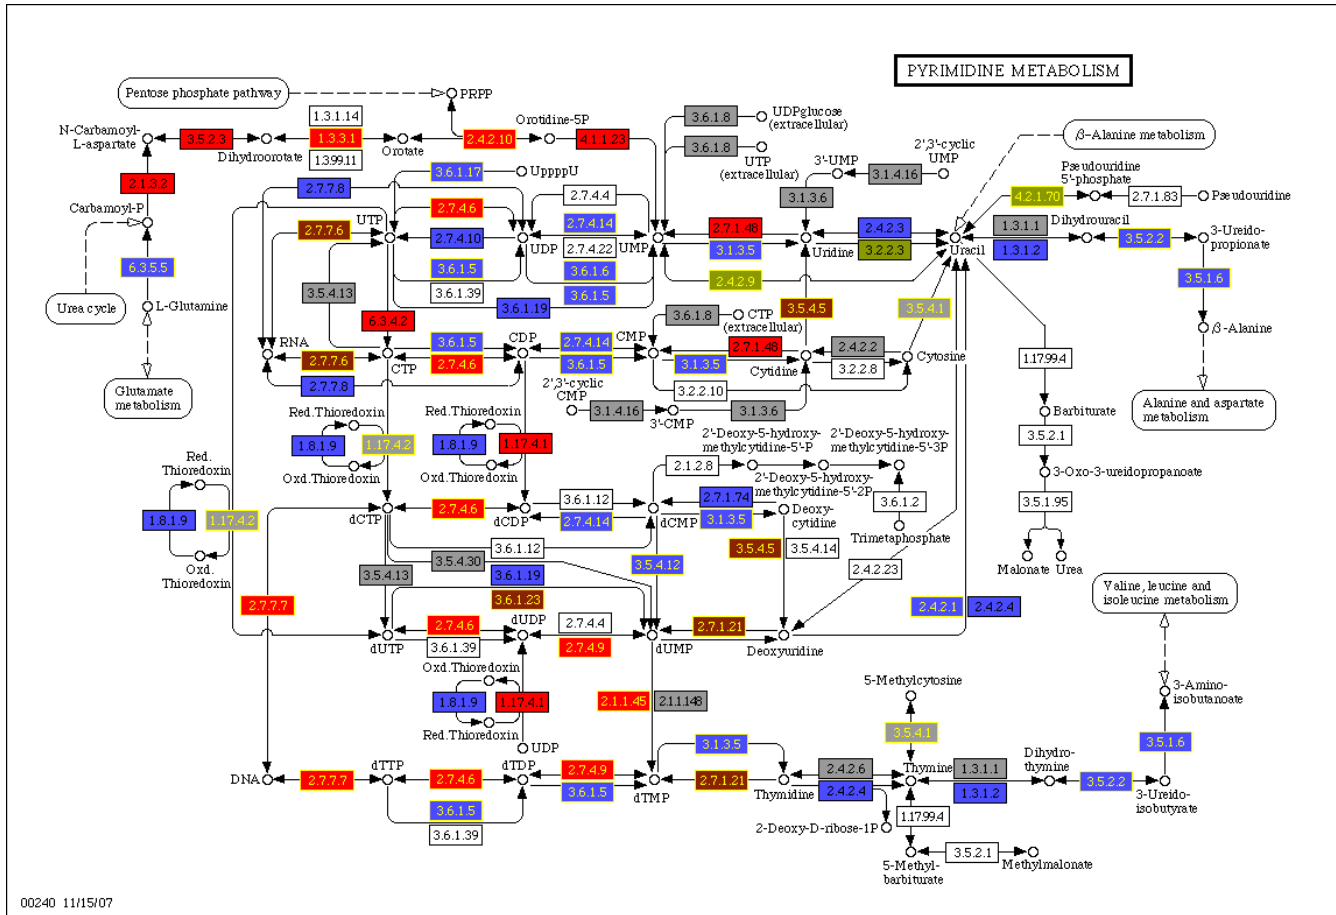 PYRIMIDINE METABOLISM
Pentose phosphate pathway
PRPP
UDPglucose
(extracellular)
3.6.1.8
1.3.1.14
N-Carbamoyl-
L-aspartate
3.5.2.3
1.3.3.1
2.4.2.10
Orotidine-5P
4.1.1.23
Dihydroorotate
Orotate
1.3.99.11
3.6.1.8
UTP
(extracellular)
β-Alanine metabolism
3'-UMP
2',3'-cyclic
UMP
3.1.4.16
3.1.3.6
Pseudouridine
5'-phosphate
4.2.1.70
2.7.1.83
Pseudouridine
2.1.3.2
Carbamoyl-P
Urea cycle
6.3.5.5
L-Glutamine
Glutamate
metabolism
3.6.1.17
UppppU
2.7.7.8
2.7.4.4
2.7.4.6
2.7.4.14
UTP
2.7.7.6
2.7.4.10
UDP
2.7.4.22
UMP
2.7.1.48
3.1.3.5
Uridine
2.4.2.3
3.2.2.3
Uracil
1.3.1.1
1.3.1.2
Dihydrouracil
3.5.2.2
3-Ureido-
propionate
3.6.1.5
3.6.1.6
3.6.1.39
3.6.1.5
2.4.2.9
3.5.4.13
3.6.1.19
3.5.4.5
3.5.4.1
3.5.1.6
β-Alanine
6.3.4.2
3.6.1.8
CTP
(extracellular)
RNA
2.7.7.6
CTP
3.6.1.5
2.7.4.6
CDP
2.7.4.14
3.6.1.5
CMP
3.1.3.5
2.7.1.48
Cytidine
2.4.2.2
3.2.2.8
Cytosine
2.7.7.8
3.2.2.10
2',3'-cyclic
CMP
3.1.4.16
3'-CMP
3.1.3.6
1.17.99.4
Barbiturate
3.5.2.1
3-Oxo-3-ureidopropanoate
3.5.1.95
Malonate
Urea
Alanine and aspartate
metabolism
Red.Thioredoxin
1.8.1.9
1.17.4.2
Oxd.Thioredoxin
Red.Thioredoxin
1.8.1.9
1.17.4.1
Oxd.Thioredoxin
2'-Deoxy-5-hydroxy-
methylcytidine-5'-P
2'-Deoxy-5-hydroxy-
methylcytidine-5'-3P
2.1.2.8
2'-Deoxy-5-hydroxy-
methylcytidine-5'-2P
3.6.1.2
Trimetaphosphate
Red.
Thioredoxin
1.8.1.9
1.17.4.2
Oxd.
Thioredoxin
dCTP
2.7.4.6
dCDP
3.6.1.12
2.7.4.14
dCMP
2.7.1.74
3.1.3.5
Deoxy-
cytidine
3.6.1.12
3.5.4.13
3.5.4.30
3.6.1.19
3.6.1.23
3.5.4.12
3.5.4.5
3.5.4.14
2.4.2.23
2.7.7.7
2.4.2.1
2.4.2.4
Valine, leucine and
isoleucine metabolism
dUTP
2.7.4.6
3.6.1.39
dUDP
2.7.4.4
2.7.4.9
dUMP
2.7.1.21
Deoxyuridine
Oxd.Thioredoxin
1.8.1.9
1.17.4.1
Red.Thioredoxin
UDP
2.1.1.45
2.1.1.148
5-Methylcytosine
3.5.4.1
3-Amino-
isobutanoate
3.5.1.6
3.1.3.5
DNA
2.7.7.7
dTTP
2.7.4.6
dTDP
2.7.4.9
3.6.1.5
dTMP
2.7.1.21
Thymidine
2.4.2.6
2.4.2.4
Thymine
1.3.1.1
1.3.1.2
Dihydro-
thymine
3.5.2.2
3-Ureido-
isobutyrate
3.6.1.5
3.6.1.39
2-Deoxy-D-ribose-1P
1.17.99.4
5-Methyl-
barbiturate
3.5.2.1
Methylmalonate
00240 11/15/07